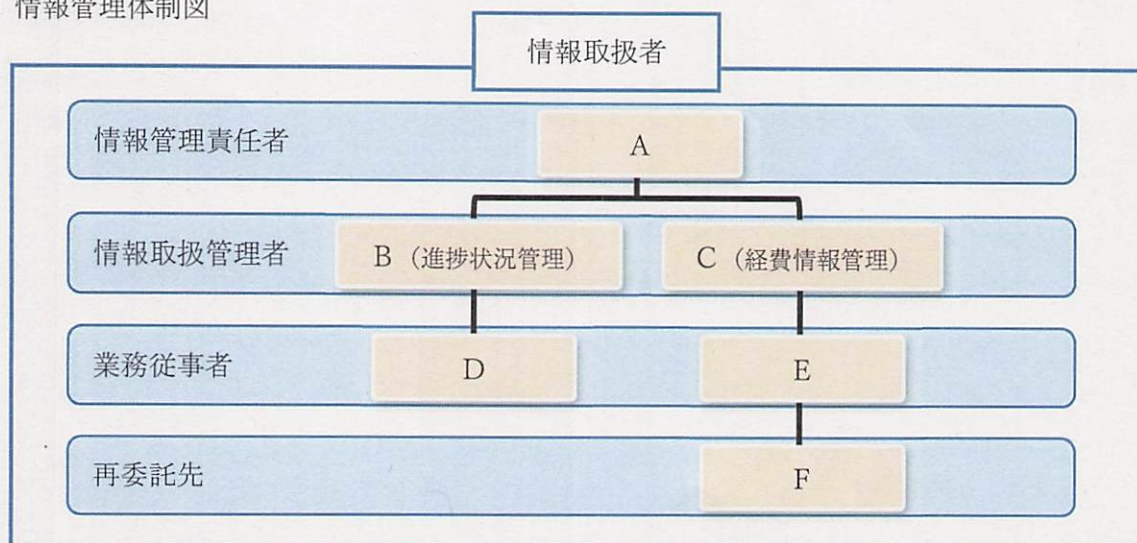 情報管理体制図
情報取扱者
情報管理責任者
A
情報取扱管理者
B（進捗状況管理）
C（経費情報管理）
業務従事者
D
E
再委託先
F